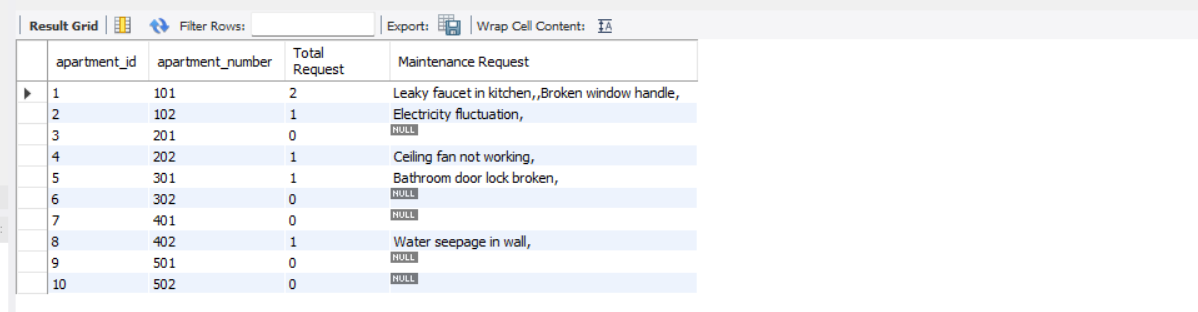 Result Grid Filter Rows: Export: Wrap Cell Content: IA
apartment_id apartment_number Total Request Maintenance Request
1 101 2 Leaky faucet in kitchen,,Broken window handle,
2 102 1 Electricity fluctuation,
3 201 0 NULL
4 202 1 Ceiling fan not working,
5 301 1 Bathroom door lock broken,
6 302 0 NULL
7 401 0 NULL
8 402 1 Water seepage in wall,
9 501 0 NULL
10 502 0 NULL